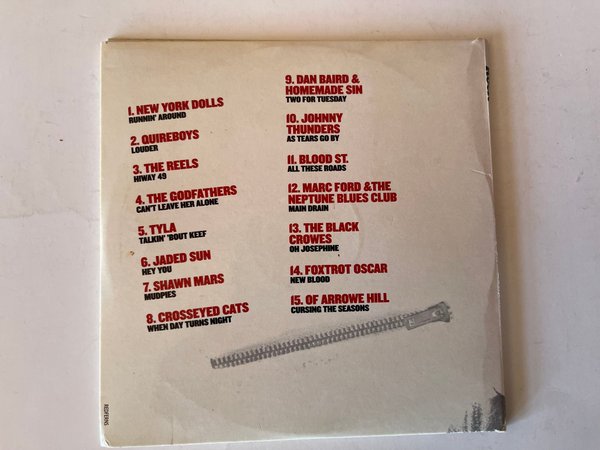 1. NEW YORK DOLLS
RUNNIN' AROUND
2. QUIREBOYS
LOUDER
3. THE REELS
HIWAY 49
4. THE GODFATHERS
CAN'T LEAVE HER ALONE
5. TYLA
TALKIN' 'BOUT KEEF
6. JADED SUN
HEY YOU
7. SHAWN MARS
MUDPIES
8. CROSSEYED CATS
WHEN DAY TURNS NIGHT
9. DAN BAIRD &
HOMEMADE SIN
TWO FOR TUESDAY
10. JOHNNY
THUNDERS
AS TEARS GO BY
11. BLOOD ST.
ALL THESE ROADS
12. MARC FORD &THE
NEPTUNE BLUES CLUB
MAIN DRAIN
13. THE BLACK
CROWES
OH JOSEPHINE
14. FOXTROT OSCAR
NEW BLOOD
15. OF ARROWE HILL
CURSING THE SEASONS
REDFERNS